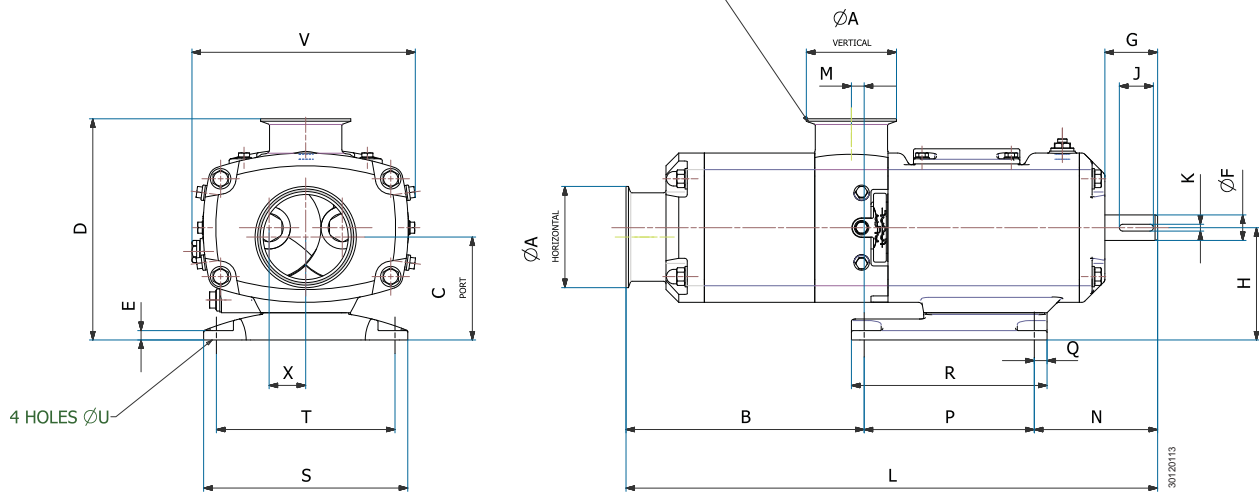 V
D
E
C
PORT
X
4 HOLES ØU
T
S
ØA
VERTICAL
M
G
J
K
ØF
ØA
HORIZONTAL
H
Q
R
B
P
N
L
30120113